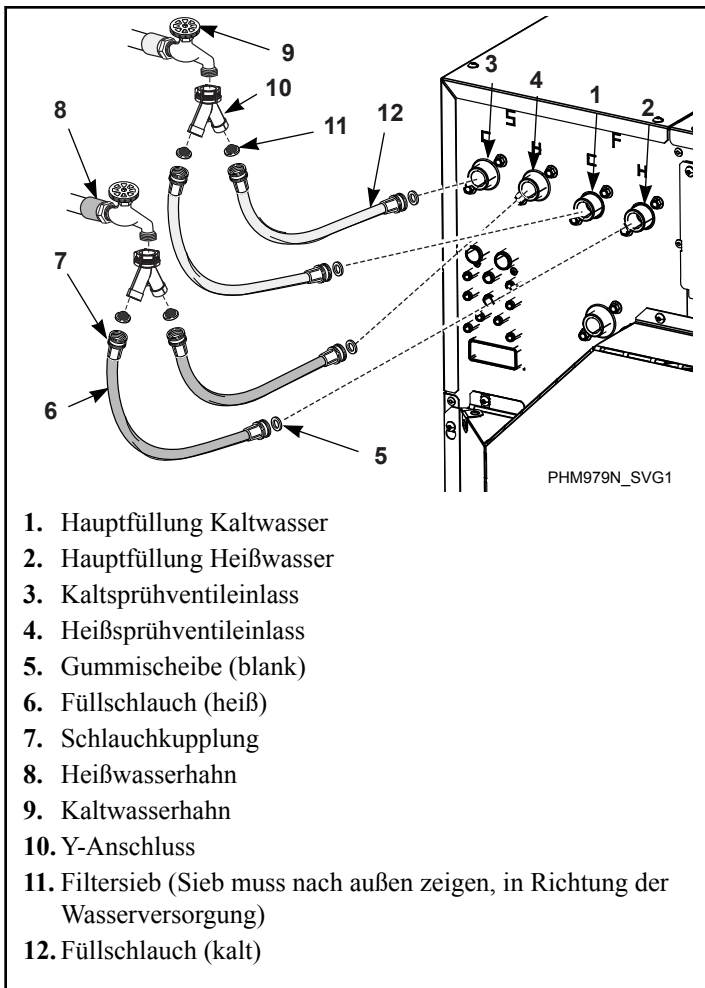 9
10
11
12
8
7
6
5
3
4
1
2
S
F
C
H
C
H
PHM979N_SVG1
1. Hauptfüllung Kaltwasser
2. Hauptfüllung Heißwasser
3. Kaltsprühventileinlass
4. Heißsprühventileinlass
5. Gummischeibe (blank)
6. Füllschlauch (heiß)
7. Schlauchkupplung
8. Heißwasserhahn
9. Kaltwasserhahn
10. Y-Anschluss
11. Filtersieb (Sieb muss nach außen zeigen, in Richtung der
Wasserversorgung)
12. Füllschlauch (kalt)